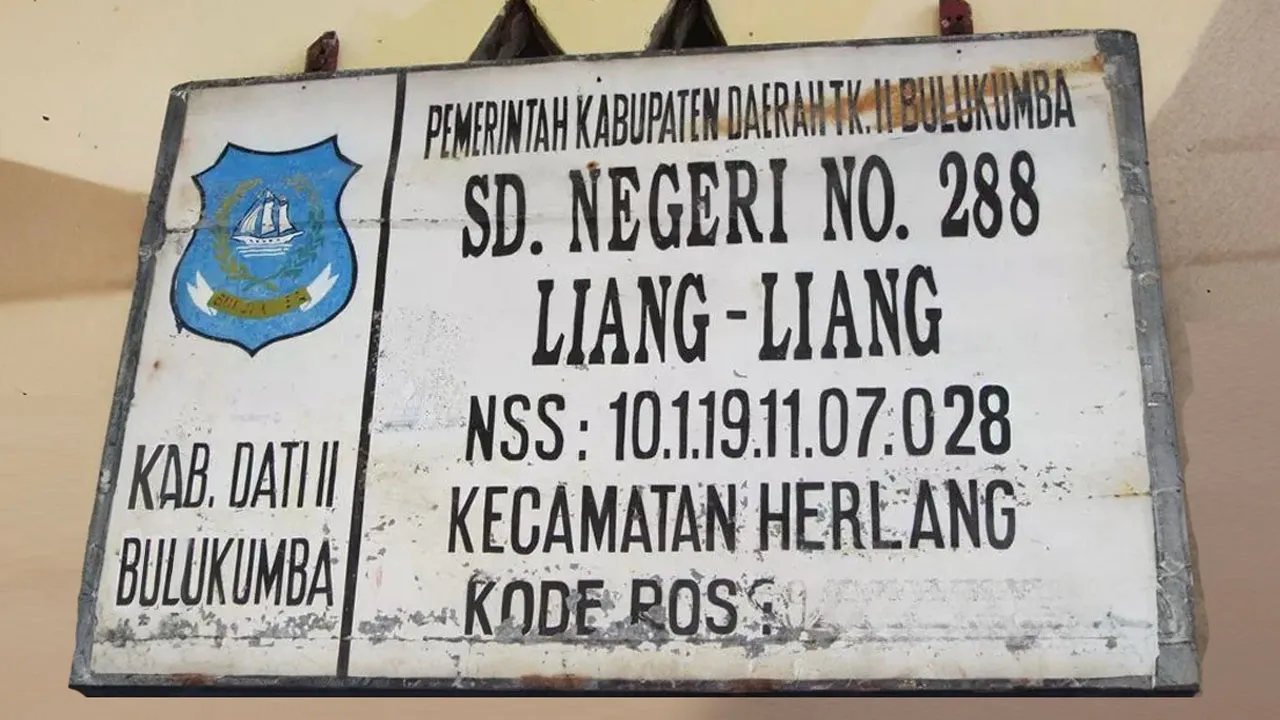 KAB. DATI II
BULUKUMBA
PEMERINTAH KABUPATEN DAERAH TK. II BULUKUMBA
SD. NEGERI NO. 288
LIANG - LIANG
NSS : 10.1.19.11.07.028
KECAMATAN HERLANG
KODE POS :